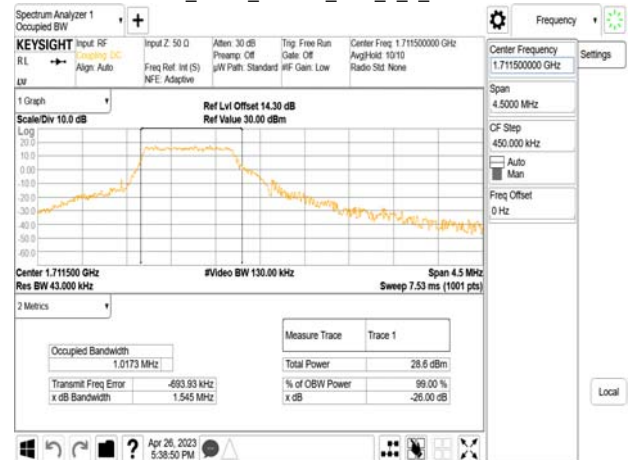 Spectrum Analyzer 1
Occupied BW
Frequency
KEYSIGHT
RL
LV
Input: RF
Coupling: DC
Align: Auto
Input Z: 50 Ω
Freq Ref: Int (S)
NFE: Adaptive
Atten: 30 dB
Preamp: Off
µW Path: Standard
Trig: Free Run
Gate: Off
#IF Gain: Low
Center Freq: 1.711500000 GHz
Avg|Hold: 10/10
Radio Std: None
Center Frequency
1.711500000 GHz
Settings
Span
4.5000 MHz
CF Step
450.000 kHz
Auto
Man
Freq Offset
0 Hz
Local
1 Graph
Scale/Div 10.0 dB
Ref Lvl Offset 14.30 dB
Ref Value 30.00 dBm
Log
20.0
10.0
0.00
-10.0
-20.0
-30.0
-40.0
-50.0
-60.0
Center 1.711500 GHz
Res BW 43.000 kHz
#Video BW 130.00 kHz
Span 4.5 MHz
Sweep 7.53 ms (1001 pts)
2 Metrics
Measure Trace Trace 1
Occupied Bandwidth
1.0173 MHz
Total Power 28.6 dBm
Transmit Freq Error -693.93 kHz
% of OBW Power 99.00 %
x dB Bandwidth 1.545 MHz
x dB -26.00 dB
?
Apr 26, 2023
5:38:50 PM